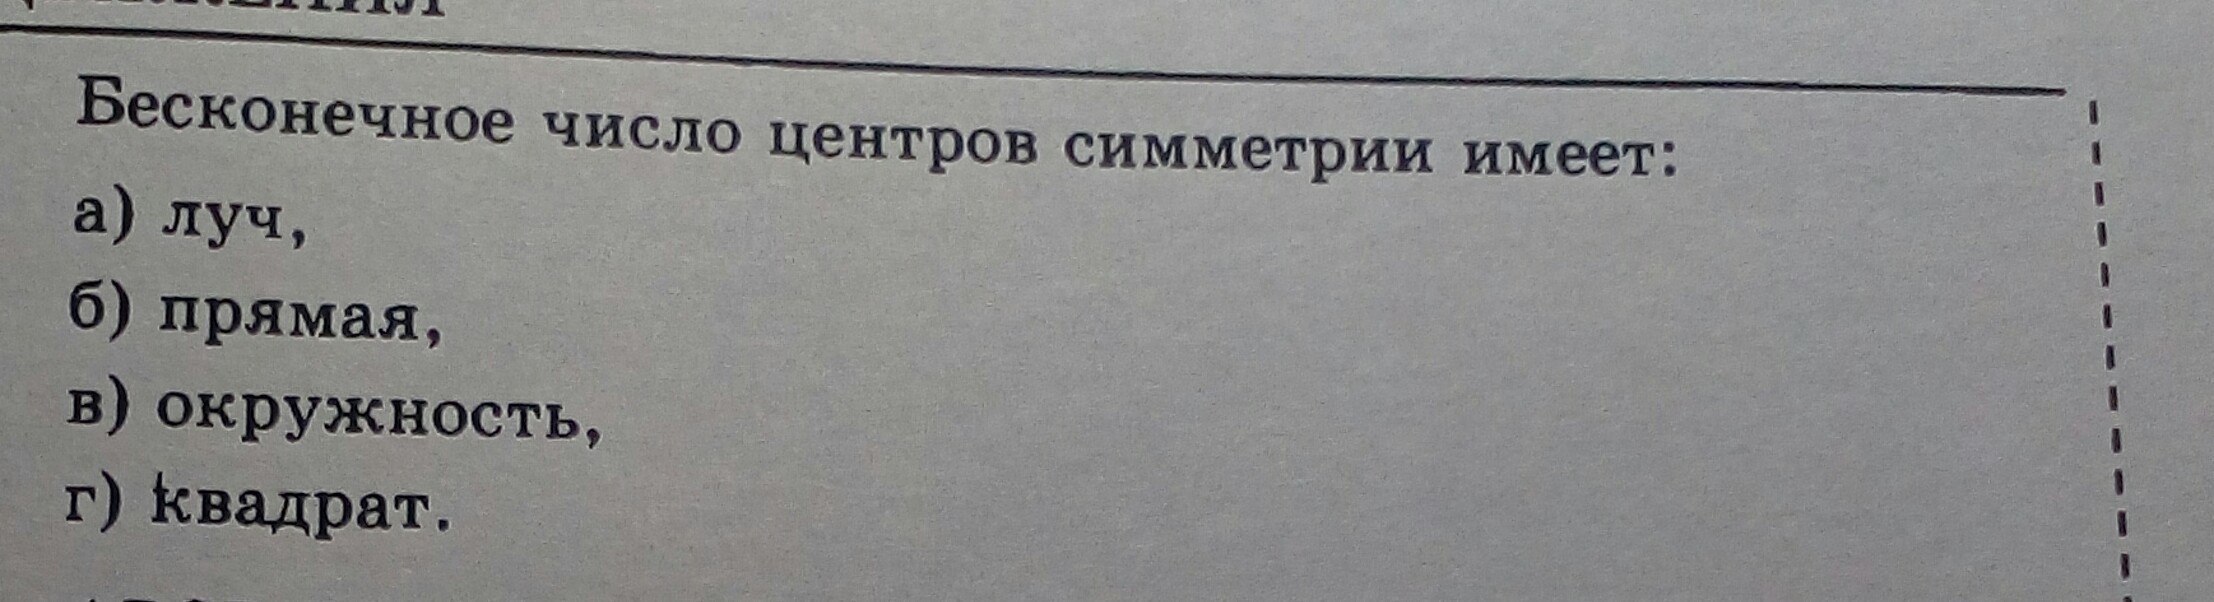 Бесконечное число центров симметрии имеет:
а) луч,
б) прямая,
в) окружность,
г) квадрат.